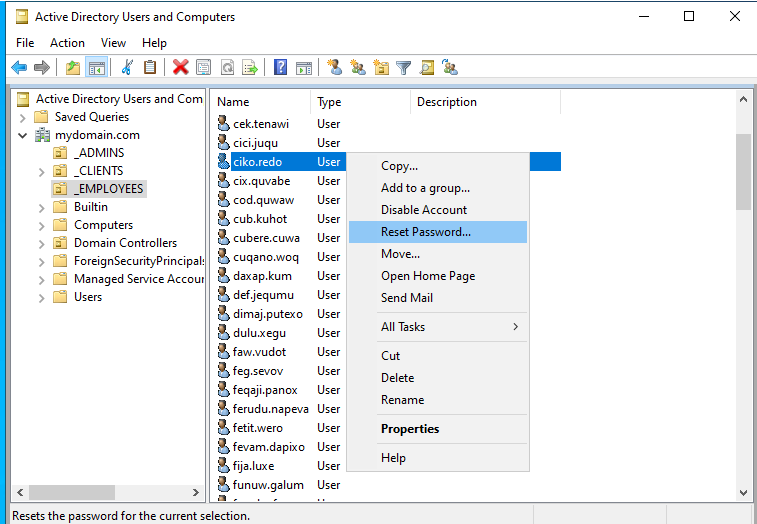 Active Directory Users and Computers
File Action View Help
Active Directory Users and Com
Saved Queries
mydomain.com
_ADMINS
_CLIENTS
_EMPLOYEES
Builtin
Computers
Domain Controllers
ForeignSecurityPrincipals
Managed Service Accour
Users
Name Type Description
cek.tenawi User
cici.juqu User
ciko.redo User
cix.quvabe User
cod.quwaw User
cub.kuhot User
cubere.cuwa User
cuqano.woq User
daxap.kum User
def.jequmu User
dimaj.putexo User
dulu.xegu User
faw.vudot User
feg.sevov User
feqaji.panox User
ferudu.napeva User
fetit.wero User
fevam.dapixo User
fija.luxe User
funuw.galum User
Copy...
Add to a group...
Disable Account
Reset Password...
Move...
Open Home Page
Send Mail
All Tasks
Cut
Delete
Rename
Properties
Help
Resets the password for the current selection.